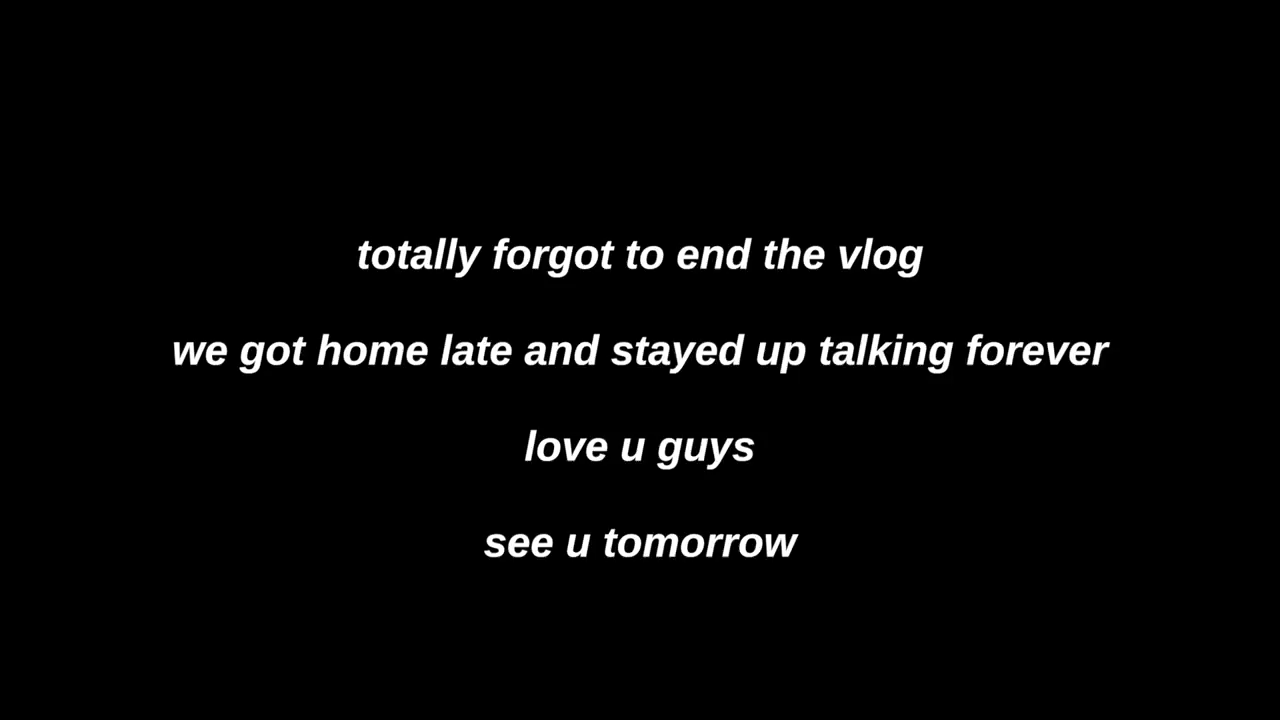 totally forgot to end the vlog
we got home late and stayed up talking forever
love u guys
see u tomorrow